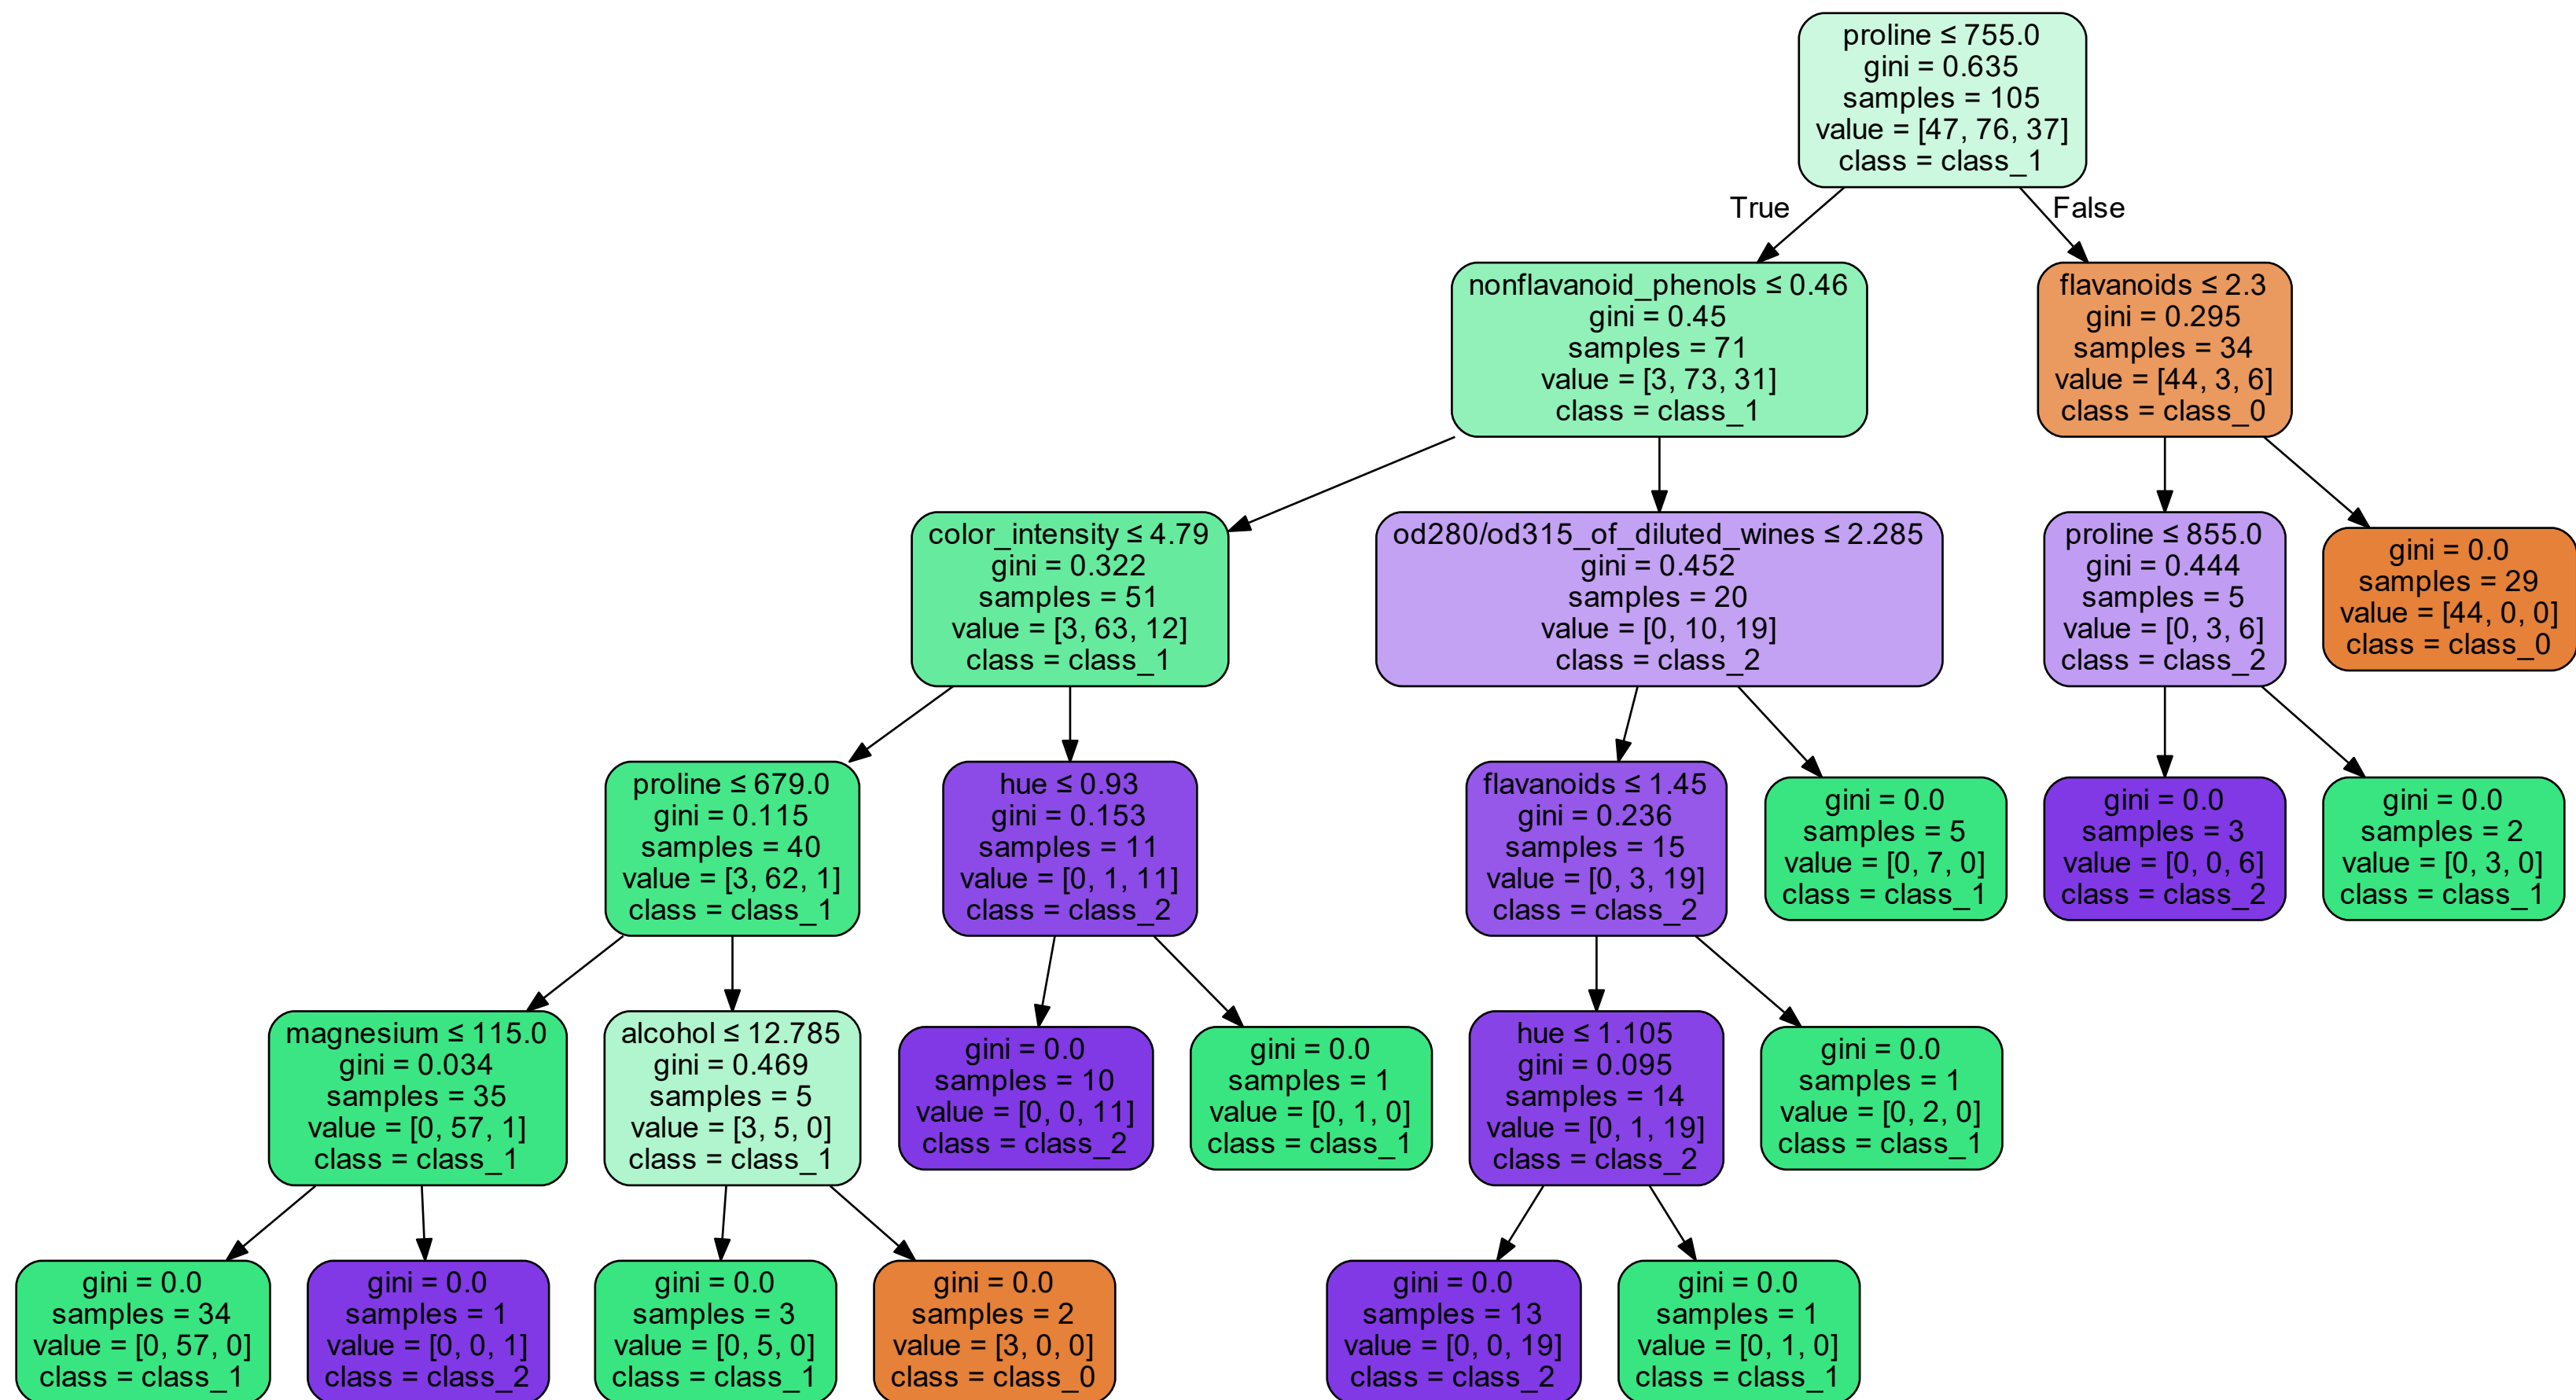 proline ≤ 755.0
gini = 0.635
samples = 105
value = [47, 76, 37]
class = class_1
True
False
nonflavanoid_phenols ≤ 0.46
gini = 0.45
samples = 71
value = [3, 73, 31]
class = class_1
flavanoids ≤ 2.3
gini = 0.295
samples = 34
value = [44, 3, 6]
class = class_0
color_intensity ≤ 4.79
gini = 0.322
samples = 51
value = [3, 63, 12]
class = class_1
od280/od315_of_diluted_wines ≤ 2.285
gini = 0.452
samples = 20
value = [0, 10, 19]
class = class_2
proline ≤ 855.0
gini = 0.444
samples = 5
value = [0, 3, 6]
class = class_2
gini = 0.0
samples = 29
value = [44, 0, 0]
class = class_0
proline ≤ 679.0
gini = 0.115
samples = 40
value = [3, 62, 1]
class = class_1
hue ≤ 0.93
gini = 0.153
samples = 11
value = [0, 1, 11]
class = class_2
flavanoids ≤ 1.45
gini = 0.236
samples = 15
value = [0, 3, 19]
class = class_2
gini = 0.0
samples = 5
value = [0, 7, 0]
class = class_1
gini = 0.0
samples = 3
value = [0, 0, 6]
class = class_2
gini = 0.0
samples = 2
value = [0, 3, 0]
class = class_1
magnesium ≤ 115.0
gini = 0.034
samples = 35
value = [0, 57, 1]
class = class_1
alcohol ≤ 12.785
gini = 0.469
samples = 5
value = [3, 5, 0]
class = class_1
gini = 0.0
samples = 10
value = [0, 0, 11]
class = class_2
gini = 0.0
samples = 1
value = [0, 1, 0]
class = class_1
hue ≤ 1.105
gini = 0.095
samples = 14
value = [0, 1, 19]
class = class_2
gini = 0.0
samples = 1
value = [0, 2, 0]
class = class_1
gini = 0.0
samples = 34
value = [0, 57, 0]
class = class_1
gini = 0.0
samples = 1
value = [0, 0, 1]
class = class_2
gini = 0.0
samples = 3
value = [0, 5, 0]
class = class_1
gini = 0.0
samples = 2
value = [3, 0, 0]
class = class_0
gini = 0.0
samples = 13
value = [0, 0, 19]
class = class_2
gini = 0.0
samples = 1
value = [0, 1, 0]
class = class_1